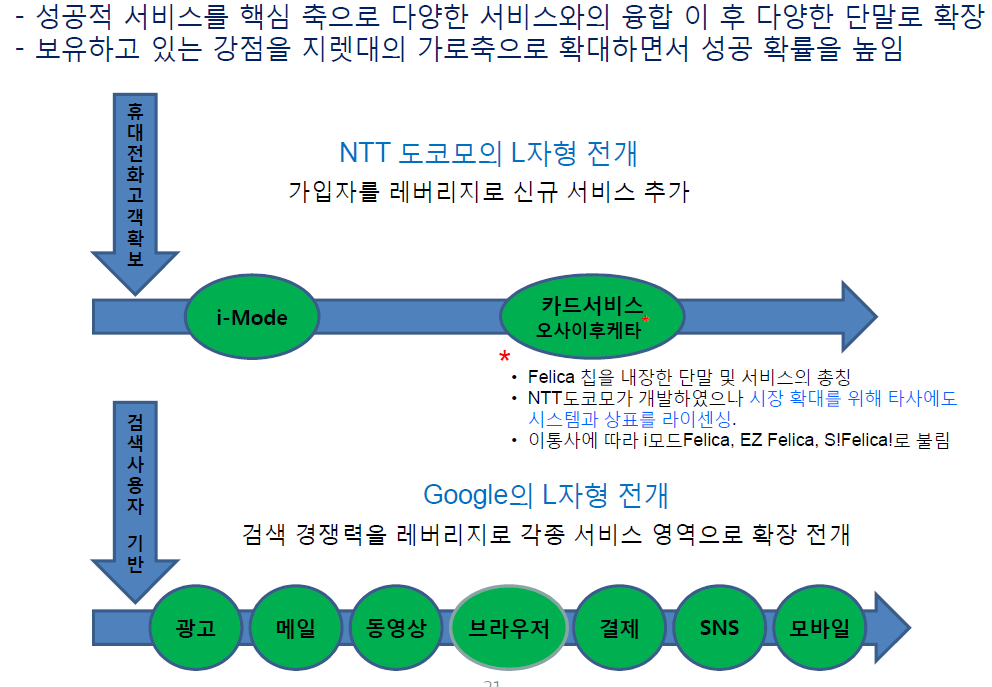 - 성공적 서비스를 핵심 축으로 다양한 서비스와의 융합 이 후 다양한 단말로 확장
- 보유하고 있는 강점을 지렛대의 가로축으로 확대하면서 성공 확률을 높임
휴대전화고객확보
NTT 도코모의 L자형 전개
가입자를 레버리지로 신규 서비스 추가
i-Mode
카드서비스
오사이후케타*
*
• Felica 칩을 내장한 단말 및 서비스의 총칭
• NTT도코모가 개발하였으나 시장 확대를 위해 타사에도
시스템과 상표를 라이센싱.
• 이통사에 따라 i모드Felica, EZ Felica, S!Felica!로 불림
검색사용자 기반
Google의 L자형 전개
검색 경쟁력을 레버리지로 각종 서비스 영역으로 확장 전개
광고
메일
동영상
브라우저
결제
SNS
모바일